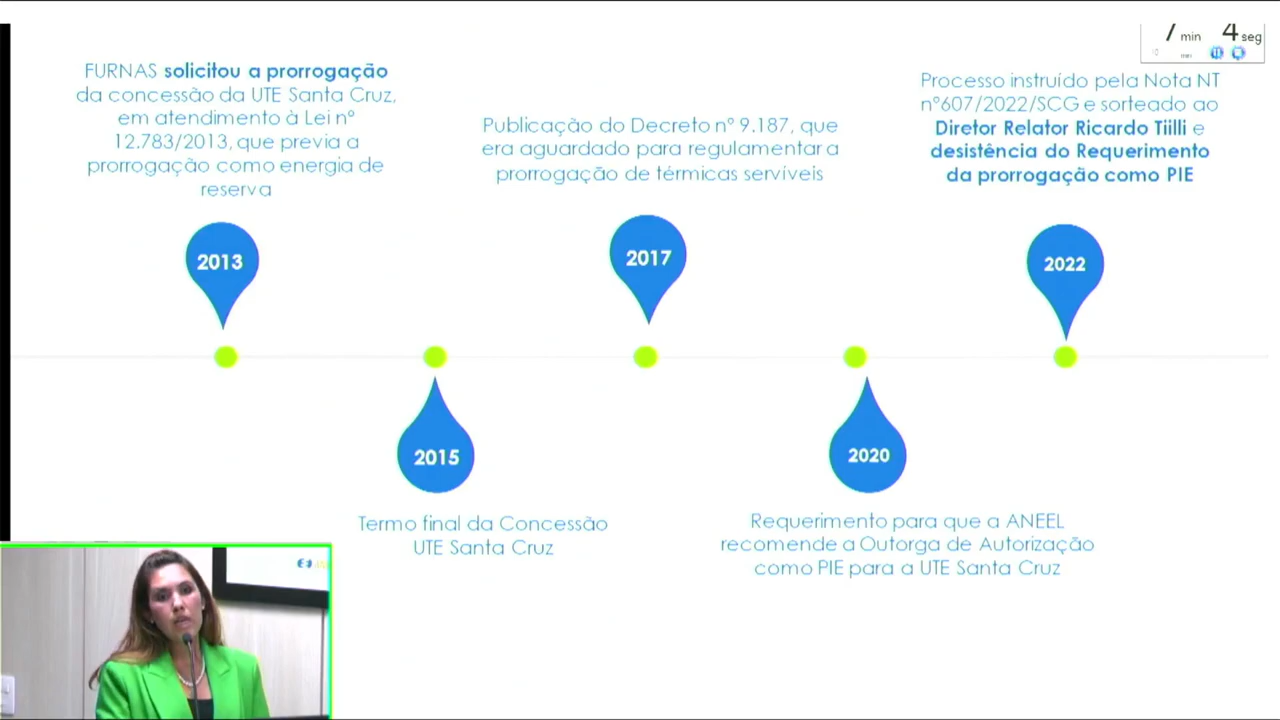 7 min 4 seg
FURNAS solicitou a prorrogação
da concessão da UTE Santa Cruz,
em atendimento à Lei nº
12.783/2013, que previa a
prorrogação como energia de
reserva
Publicação do Decreto nº 9.187, que
era aguardado para regulamentar a
prorrogação de térmicas servíveis
Processo instruído pela Nota NT
nº607/2022/SCG e sorteado ao
Diretor Relator Ricardo Tiilli e
desistência do Requerimento
da prorrogação como PIE
2013
2017
2022
2015
2020
Termo final da Concessão
UTE Santa Cruz
Requerimento para que a ANEEL
recomende a Outorga de Autorização
como PIE para a UTE Santa Cruz